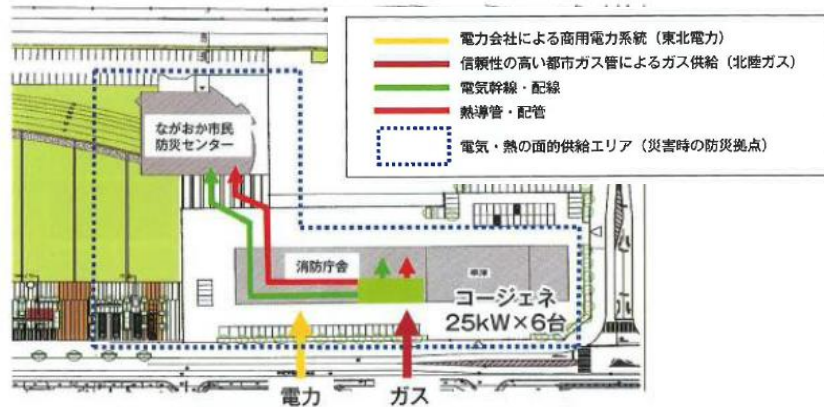 電力会社による商用電力系統（東北電力）
信頼性の高い都市ガス管によるガス供給（北陸ガス）
電気幹線・配線
熱導管・配管
電気・熱の面的供給エリア（災害時の防災拠点）
ながおか市民
防災センター
消防庁舎
コージェネ
25kW×6台
電力
ガス